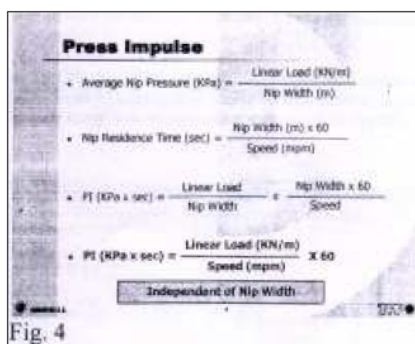 Press Impulse
• Average Nip Pressure (KPa) = Linear Load (KN/m) / Nip Width (m)
• Nip Residence Time (sec) = Nip Width (m) x 60 / Speed (mpm)
• PI (KPa x sec) = Linear Load / Nip Width x Nip Width x 60 / Speed
• PI (KPa x sec) = Linear Load (KN/m) / Speed (mpm) X 60
Independent of Nip Width
Fig. 4